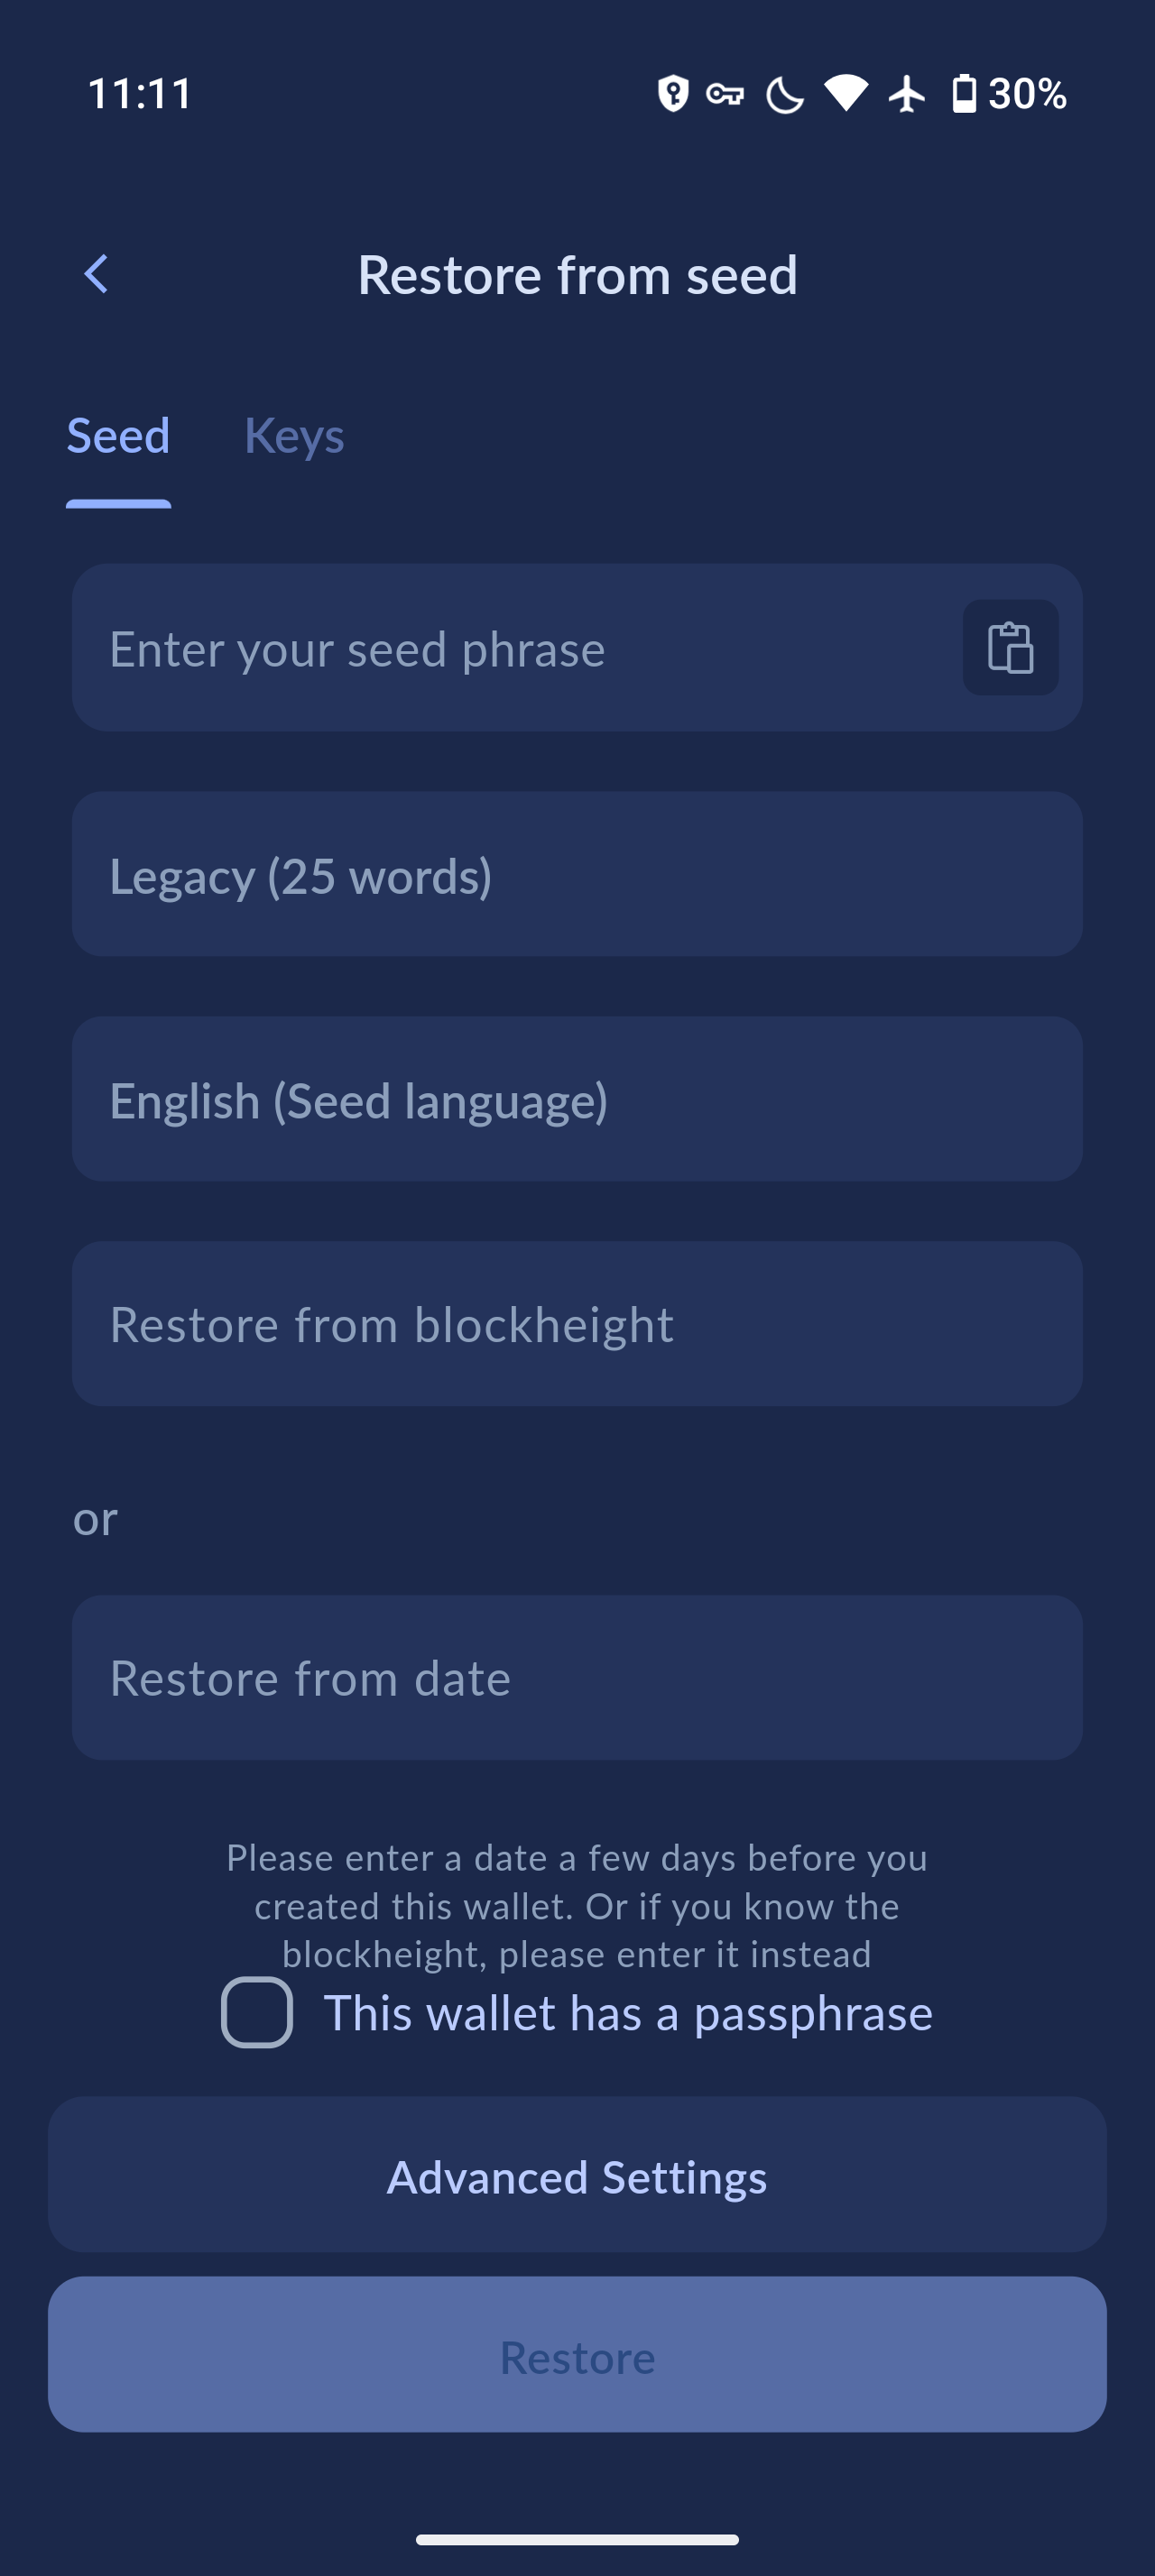 11:11 30%
Restore from seed
Seed Keys
Enter your seed phrase
Legacy (25 words)
English (Seed language)
Restore from blockheight
or
Restore from date
Please enter a date a few days before you
created this wallet. Or if you know the
blockheight, please enter it instead
This wallet has a passphrase
Advanced Settings
Restore